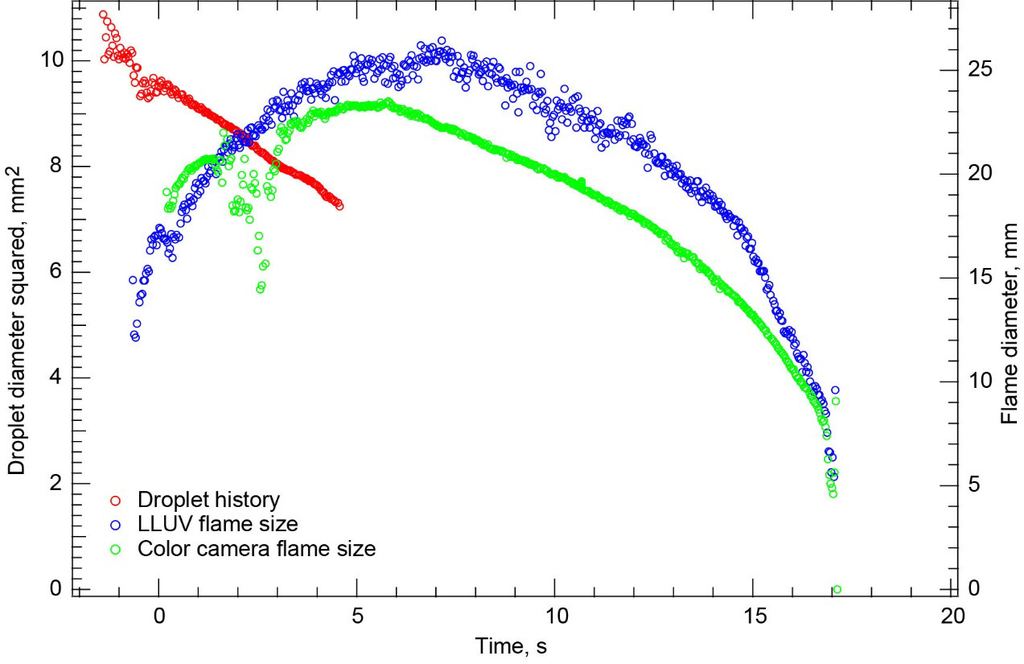 10
8
6
4
2
0
Droplet diameter squared, mm2
25
20
15
10
5
0
Flame diameter, mm
Droplet history
LLUV flame size
Color camera flame size
0 5 10 15 20
Time, s